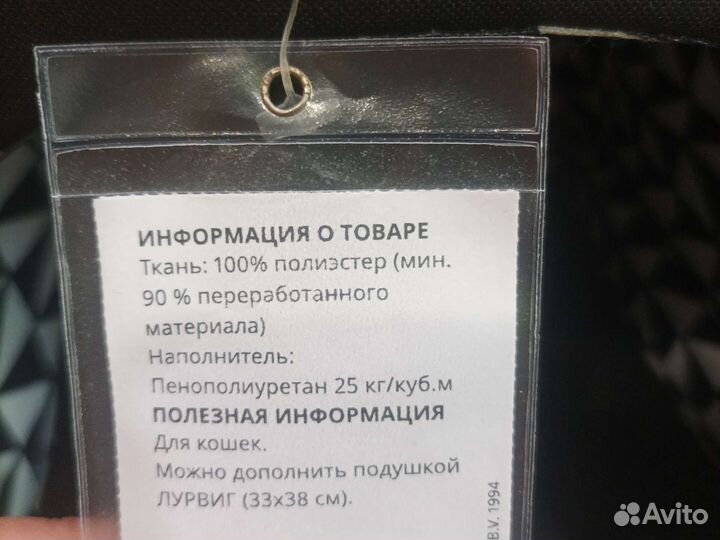 ИНФОРМАЦИЯ О ТОВАРЕ
Ткань: 100% полиэстер (мин.
90 % переработанного
материала)
Наполнитель:
Пенополиуретан 25 кг/куб.м
ПОЛЕЗНАЯ ИНФОРМАЦИЯ
Для кошек.
Можно дополнить подушкой
ЛУРВИГ (33x38 см).
B.V. 1994
Avito